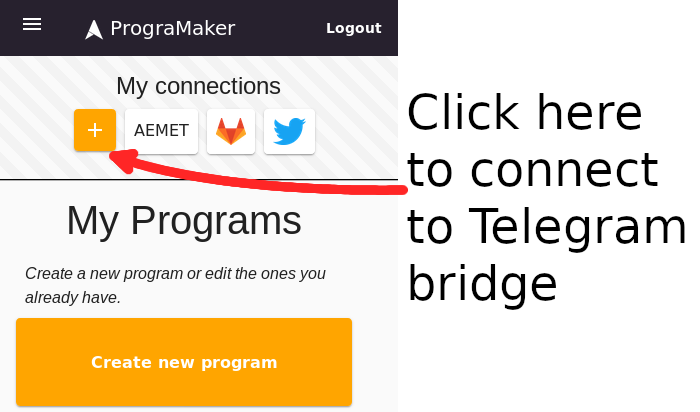 PrograMaker
Logout
My connections
+
AEMET
My Programs
Create a new program or edit the ones you
already have.
Create new program
Click here
to connect
to Telegram
bridge